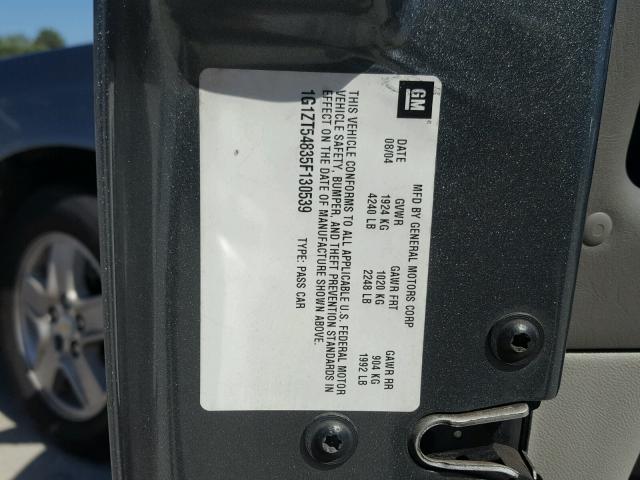 GM
MFD BY GENERAL MOTORS CORP
DATE GVWR GAWR FRT GAWR RR
08/04 1924 KG 1020 KG 904 KG
4240 LB 2248 LB 1992 LB
THIS VEHICLE CONFORMS TO ALL APPLICABLE U.S. FEDERAL MOTOR
VEHICLE SAFETY, BUMPER, AND THEFT PREVENTION STANDARDS IN
EFFECT ON THE DATE OF MANUFACTURE SHOWN ABOVE.
1G1ZT54835F130539 TYPE: PASS CAR